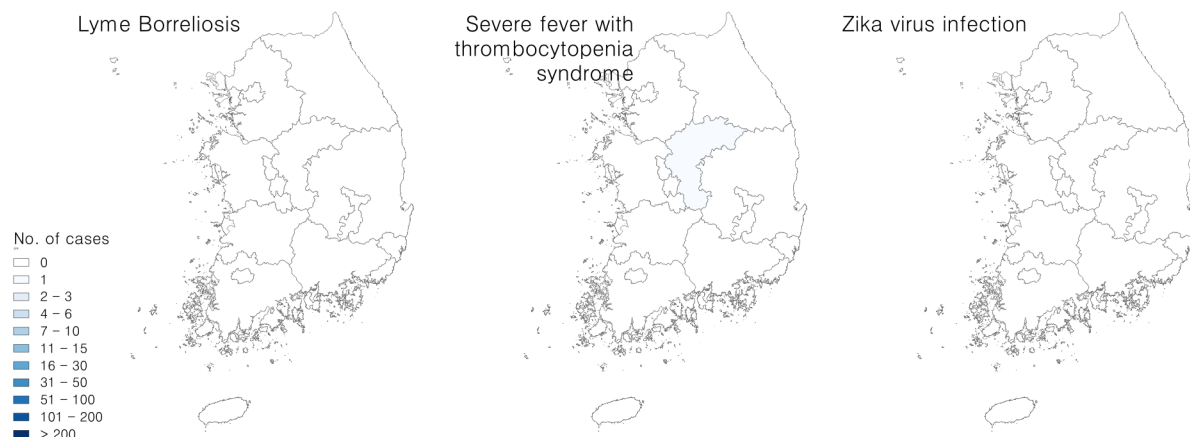 Lyme Borreliosis
Severe fever with
thrombocytopenia
syndrome
Zika virus infection
No. of cases
0
1
2 - 3
4 - 6
7 - 10
11 - 15
16 - 30
31 - 50
51 - 100
101 - 200
> 200